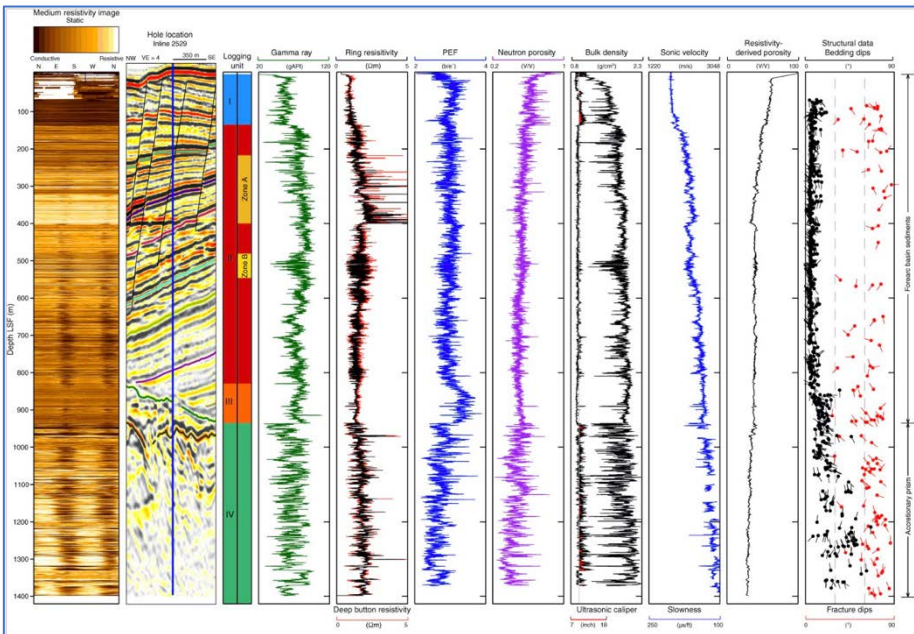 Medium resistivity image
Static
Conductive Resistive
N E S W N
Hole location
Inline 2529
NW VE = 4 350 m SE
Logging
unit
Gamma ray
20 (gAPI) 120
Ring resistivity
0 (Ωm) 5
PEF
2 (b/e⁻) 4
Neutron porosity
0.2 (V/V) 1
Bulk density
0.8 (g/cm³) 2.3
Sonic velocity
1220 (m/s) 3048
Resistivity-
derived porosity
0 (V/V) 100
Structural data
Bedding dips
0 (°) 90
Depth LSF (m)
100
200
300
400
500
600
700
800
900
1000
1100
1200
1300
1400
I
II
Zone A
Zone B
III
IV
Forearc basin sediments
Accretionary prism
Deep button resistivity
0 (Ωm) 5
Ultrasonic caliper
7 (inch) 18
Slowness
250 (µs/ft) 100
Fracture dips
0 (°) 90